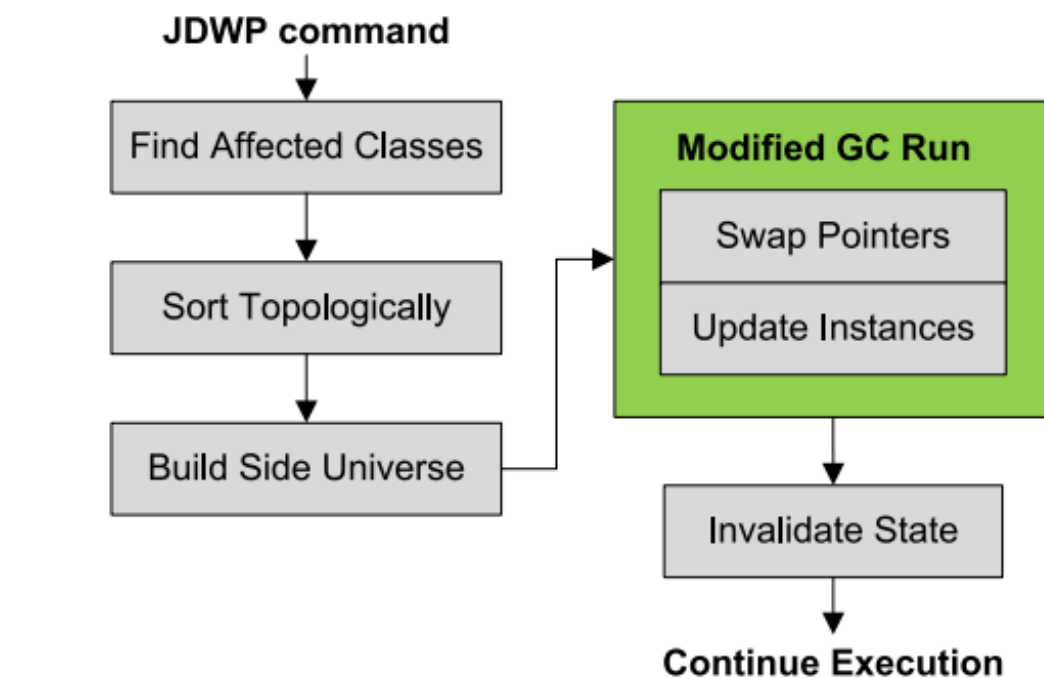 JDWP command
Find Affected Classes
Sort Topologically
Build Side Universe
Modified GC Run
Swap Pointers
Update Instances
Invalidate State
Continue Execution